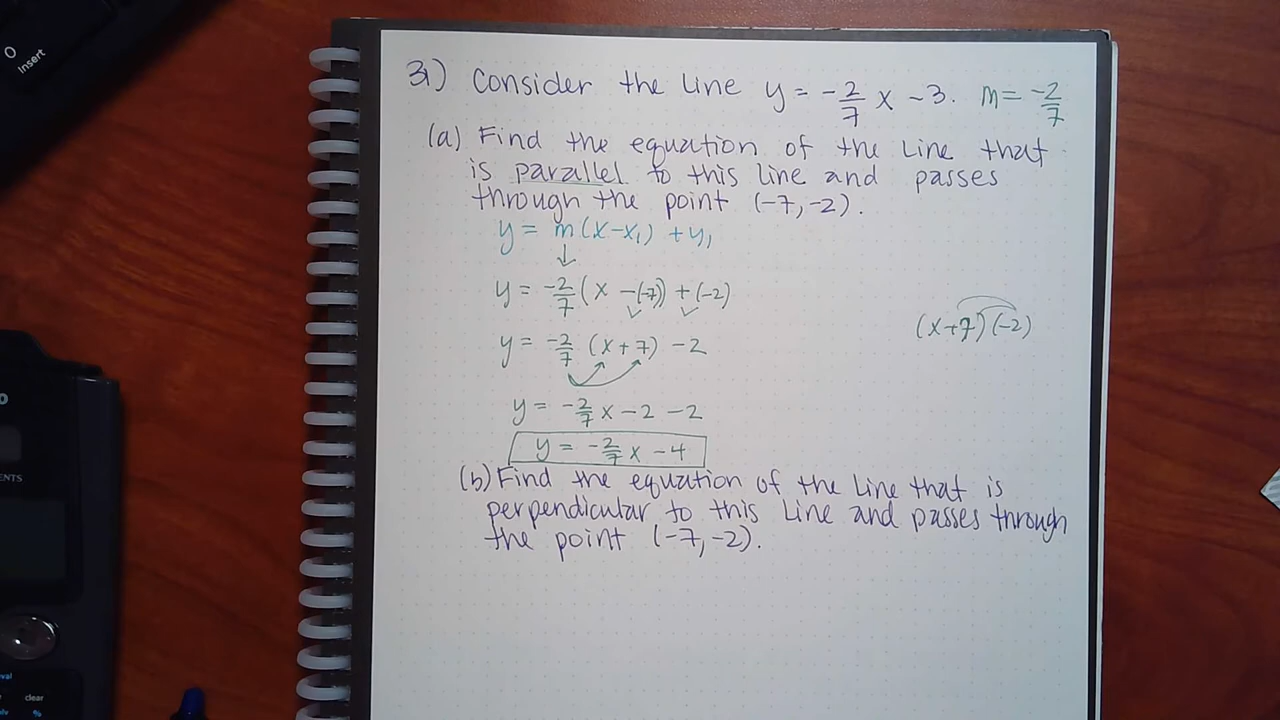 31) Consider the line y = -2/7 x - 3. m = -2/7
(a) Find the equation of the line that
is parallel to this line and passes
through the point (-7, -2).
y = m(x-x₁) + y₁
↓
y = -2/7 (x -(-7)) + (-2)
(x+7)(-2)
y = -2/7 (x+7) - 2
y = -2/7 x - 2 - 2
y = -2/7 x - 4
(b) Find the equation of the line that is
perpendicular to this line and passes through
the point (-7, -2).
0
Insert
ENTS
clear
%